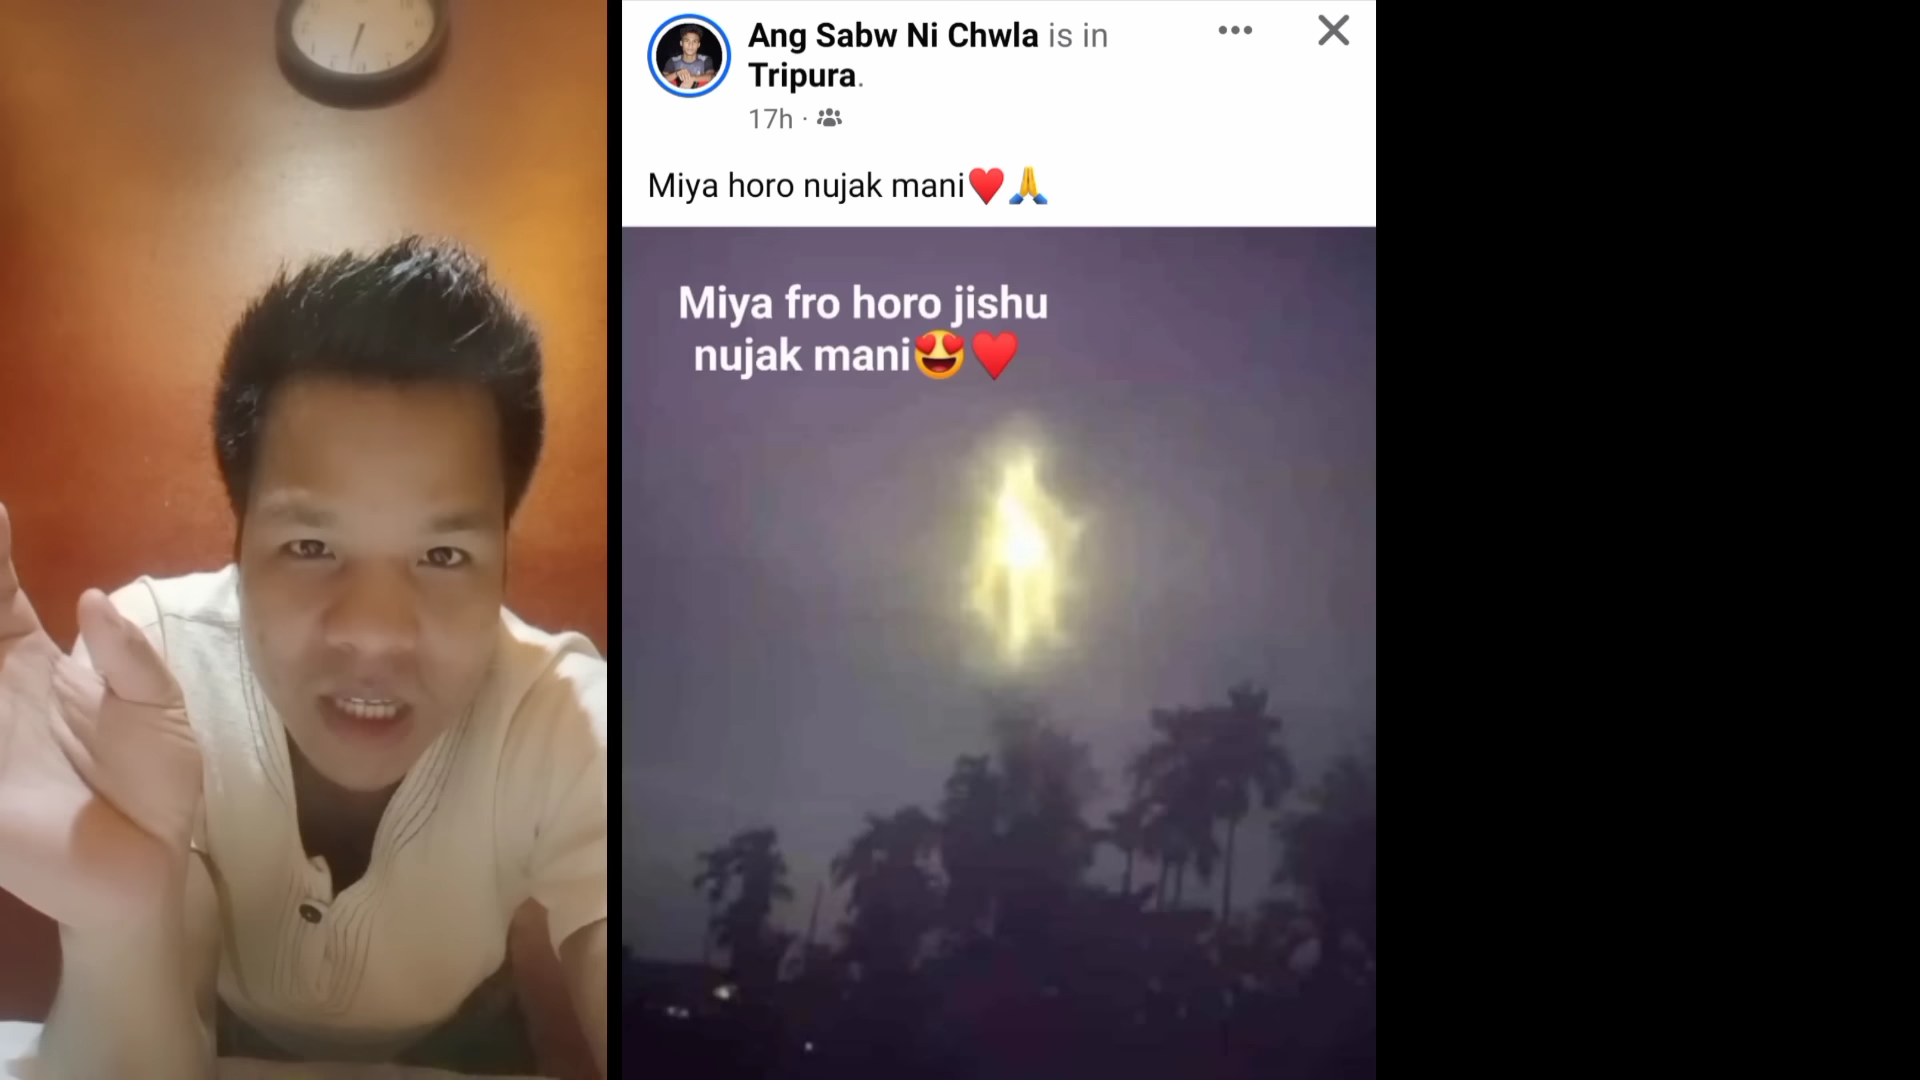 Ang Sabw Ni Chwla is in
Tripura.
17h ·
Miya horo nujak mani❤️🙏
Miya fro horo jishu
nujak mani😍❤️